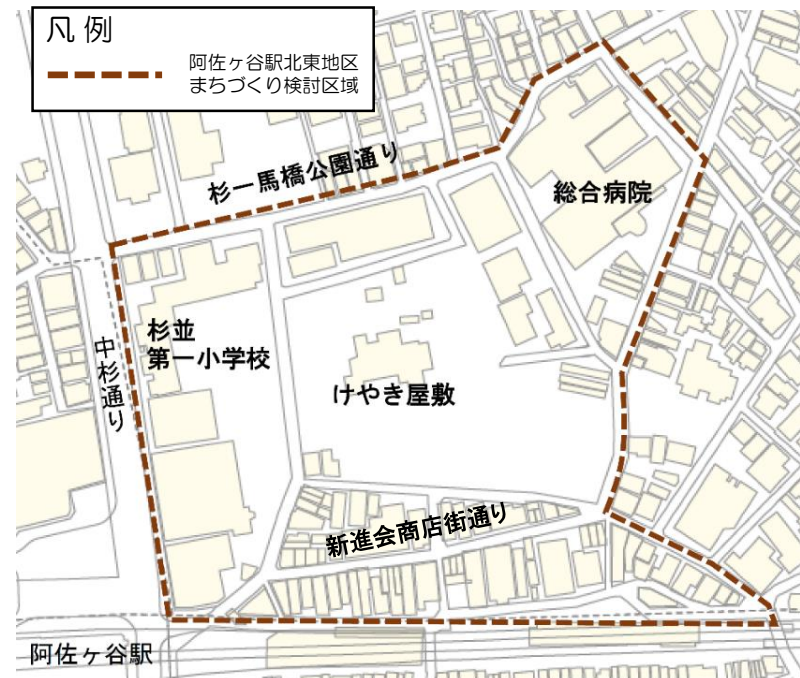 凡例
阿佐ヶ谷駅北東地区
まちづくり検討区域
杉一馬橋公園通り
総合病院
杉並
第一小学校
中杉通り
けやき屋敷
新進会商店街通り
阿佐ヶ谷駅